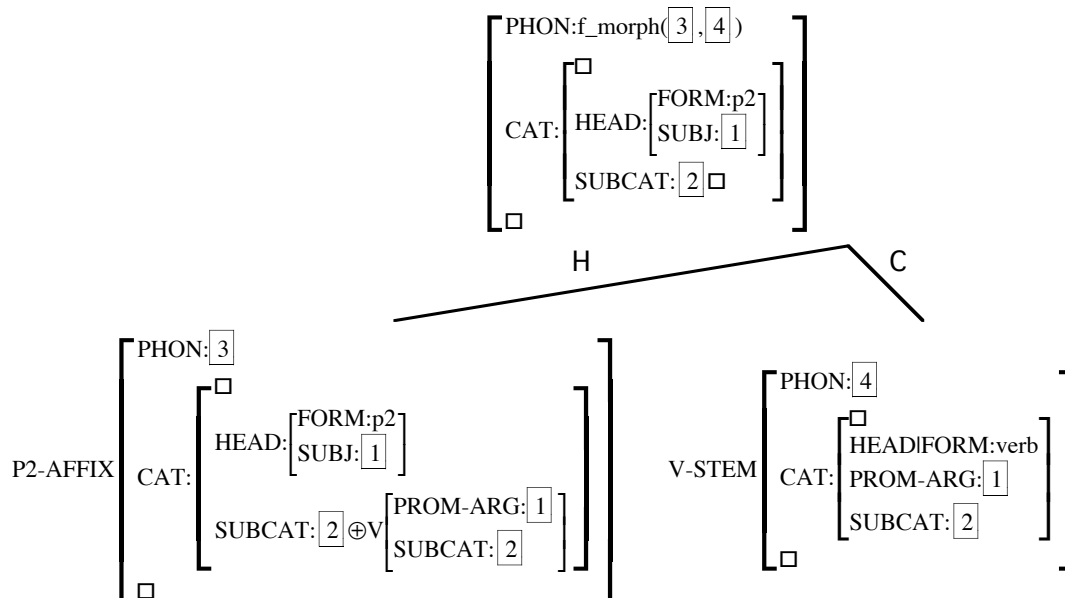 PHON:f_morph( 3 , 4 )
CAT:
HEAD:
FORM:p2
SUBJ: 1
SUBCAT: 2
H
C
P2-AFFIX
PHON: 3
CAT:
HEAD:
FORM:p2
SUBJ: 1
SUBCAT: 2 ⊕V
PROM-ARG: 1
SUBCAT: 2
V-STEM
PHON: 4
CAT:
HEAD|FORM:verb
PROM-ARG: 1
SUBCAT: 2